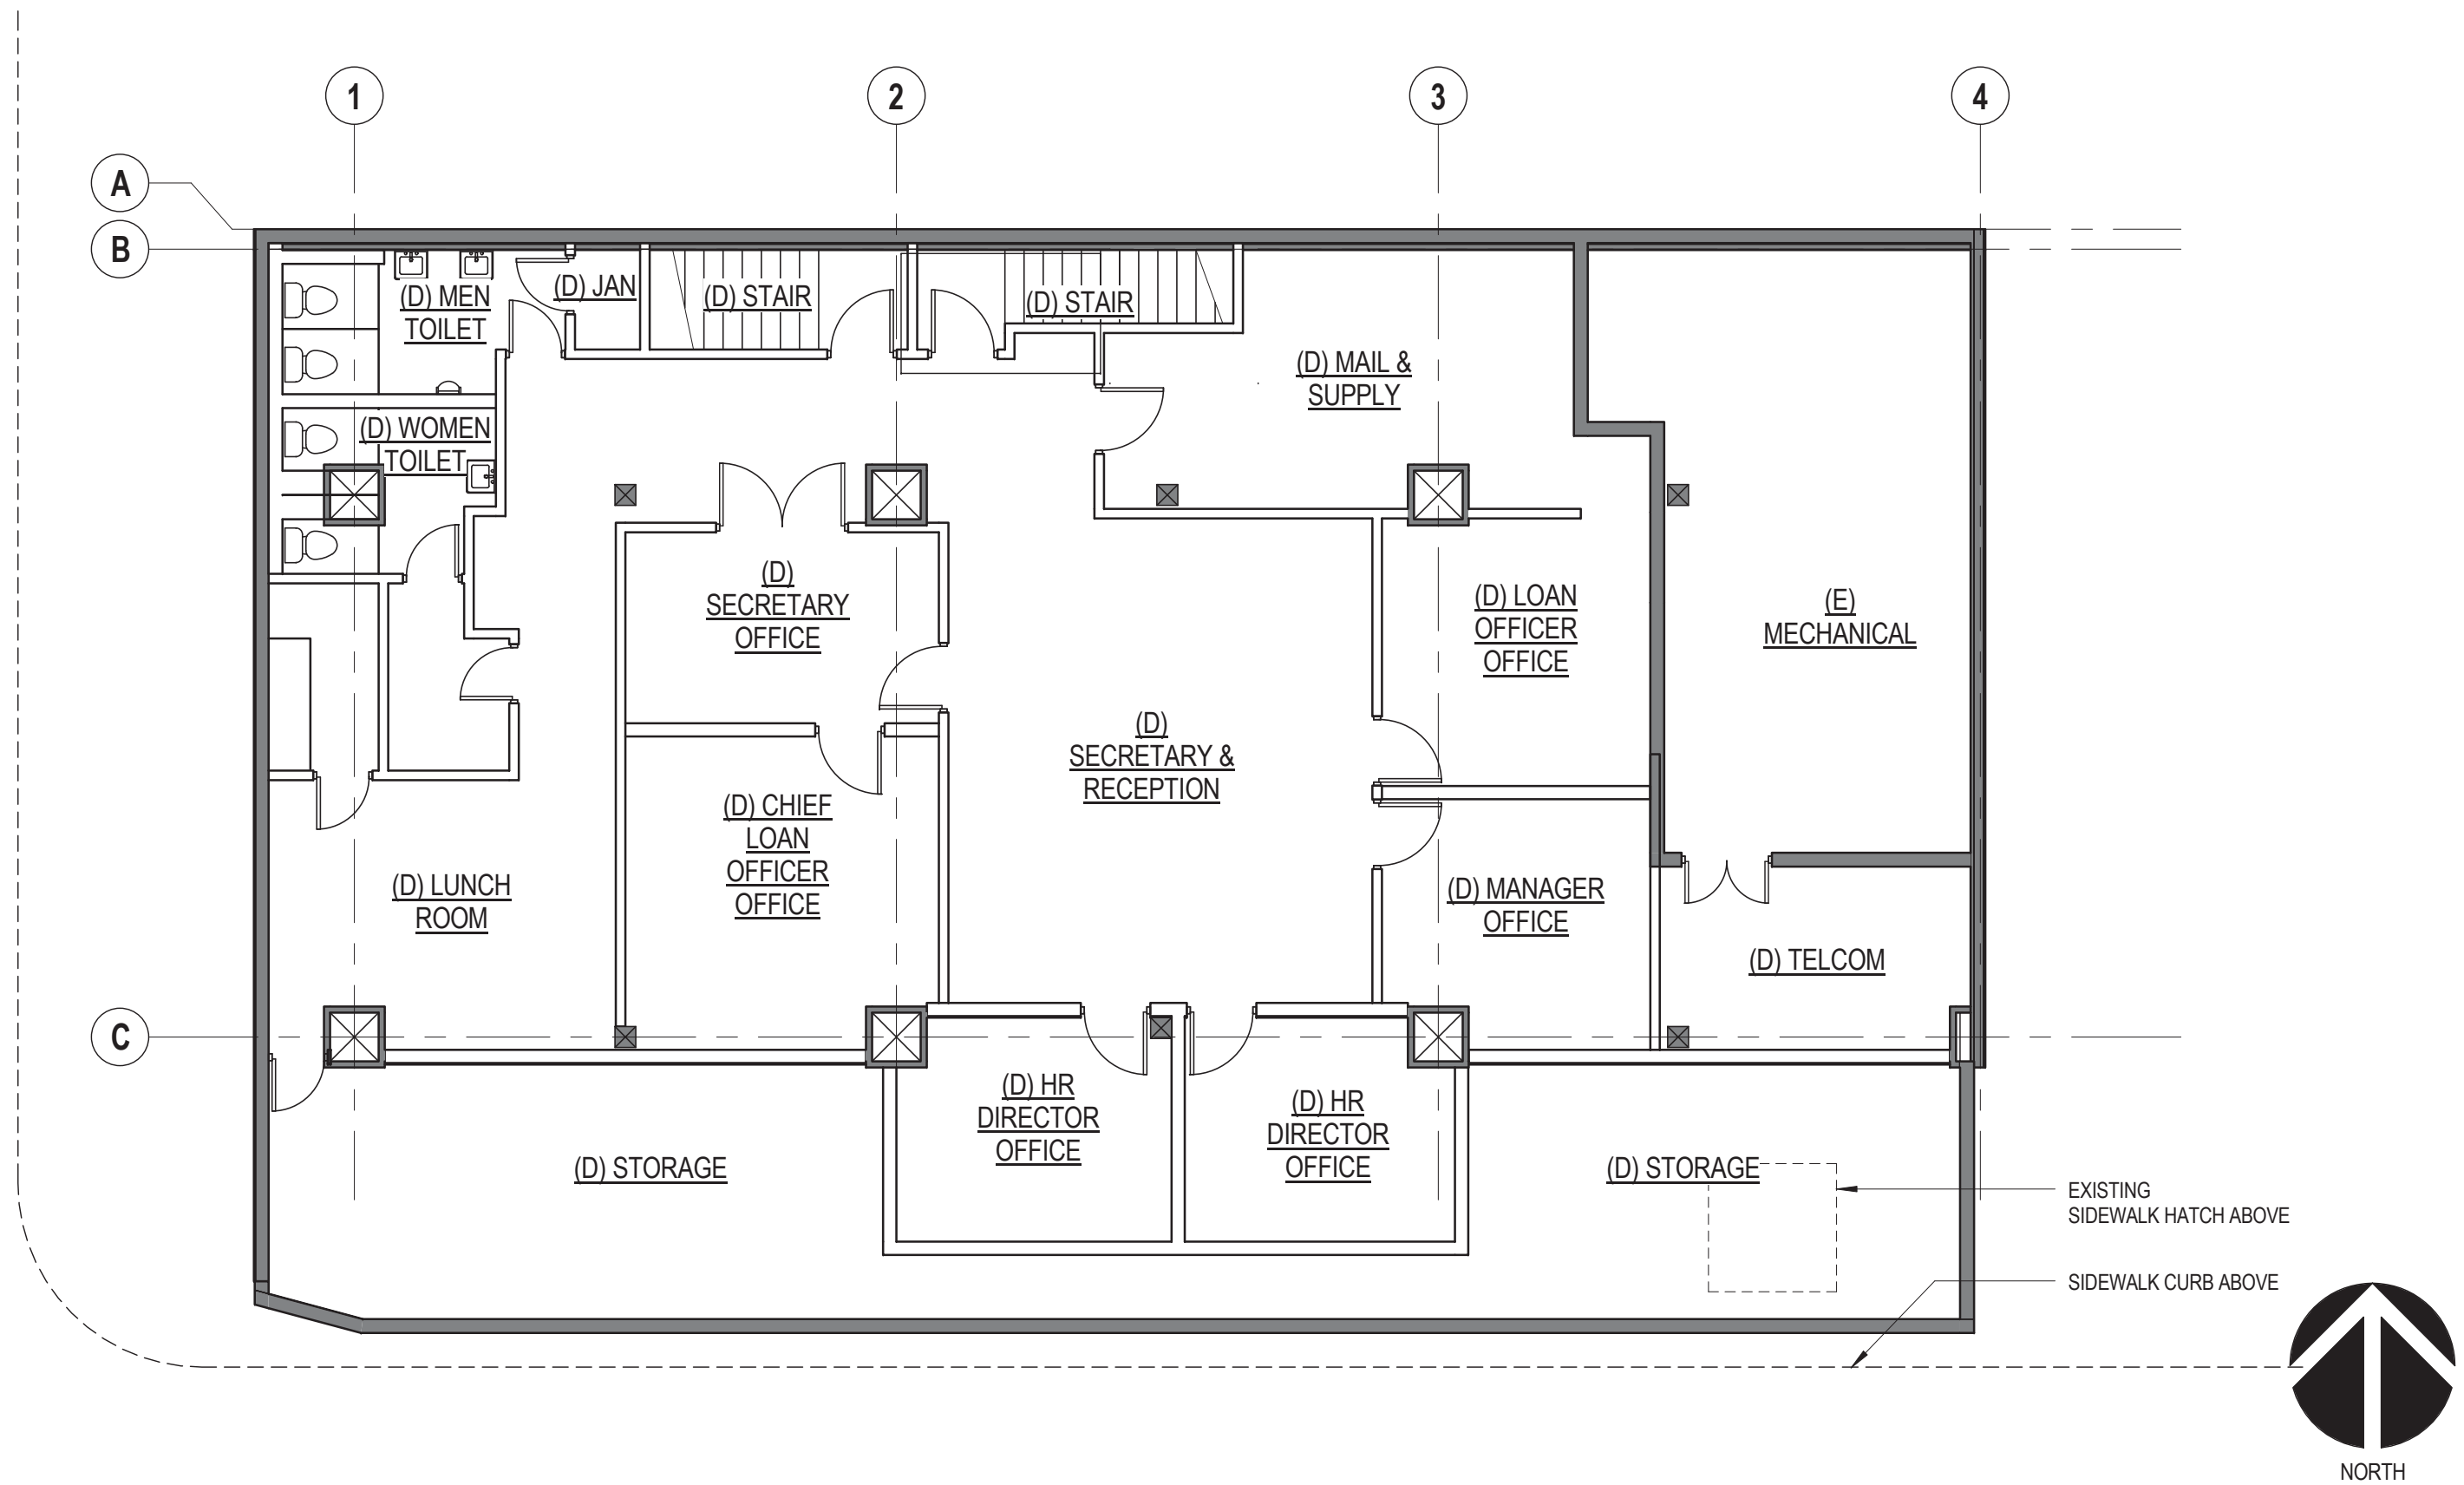 1
2
3
4
A
B
C
(D) MEN
TOILET
(D) JAN
(D) STAIR
(D) STAIR
(D) MAIL &
SUPPLY
(D) WOMEN
TOILET
(D)
SECRETARY
OFFICE
(D) LOAN
OFFICER
OFFICE
(E)
MECHANICAL
(D)
SECRETARY &
RECEPTION
(D) CHIEF
LOAN
OFFICER
OFFICE
(D) LUNCH
ROOM
(D) MANAGER
OFFICE
(D) TELCOM
(D) HR
DIRECTOR
OFFICE
(D) HR
DIRECTOR
OFFICE
(D) STORAGE
(D) STORAGE
EXISTING
SIDEWALK HATCH ABOVE
SIDEWALK CURB ABOVE
NORTH